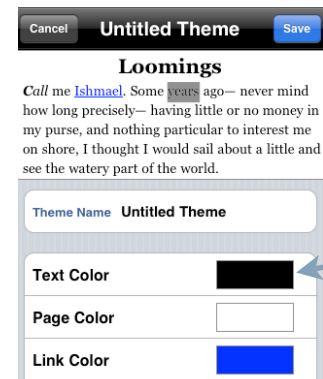 Cancel Untitled Theme Save
Loomings
Call me Ishmael. Some years ago— never mind
how long precisely— having little or no money in
my purse, and nothing particular to interest me
on shore, I thought I would sail about a little and
see the watery part of the world.
Theme Name Untitled Theme
Text Color
Page Color
Link Color